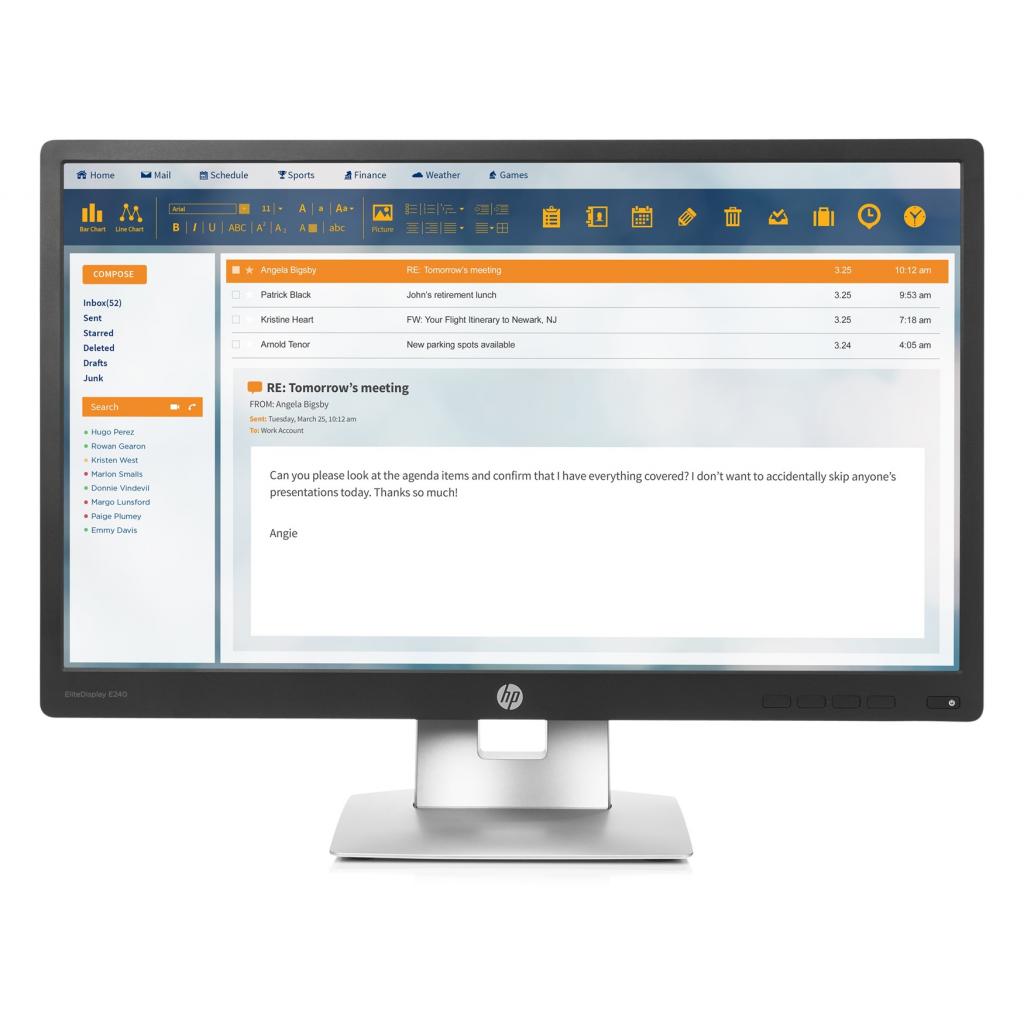 Home Mail Schedule Sports Finance Weather Games
Arial 11 A a Aa
Bar Chart Line Chart B I U ABC A² A₂ A abc Picture
COMPOSE
Inbox(52)
Sent
Starred
Deleted
Drafts
Junk
Search
Hugo Perez
Rowan Gearon
Kristen West
Marlon Smalls
Donnie Vindevil
Margo Lunsford
Paige Plumey
Emmy Davis
Angela Bigsby RE: Tomorrow's meeting 3.25 10:12 am
Patrick Black John's retirement lunch 3.25 9:53 am
Kristine Heart FW: Your Flight Itinerary to Newark, NJ 3.25 7:18 am
Arnold Tenor New parking spots available 3.24 4:05 am
RE: Tomorrow's meeting
FROM: Angela Bigsby
Sent: Tuesday, March 25, 10:12 am
To: Work Account
Can you please look at the agenda items and confirm that I have everything covered? I don't want to accidentally skip anyone's
presentations today. Thanks so much!
Angie
EliteDisplay E240
hp